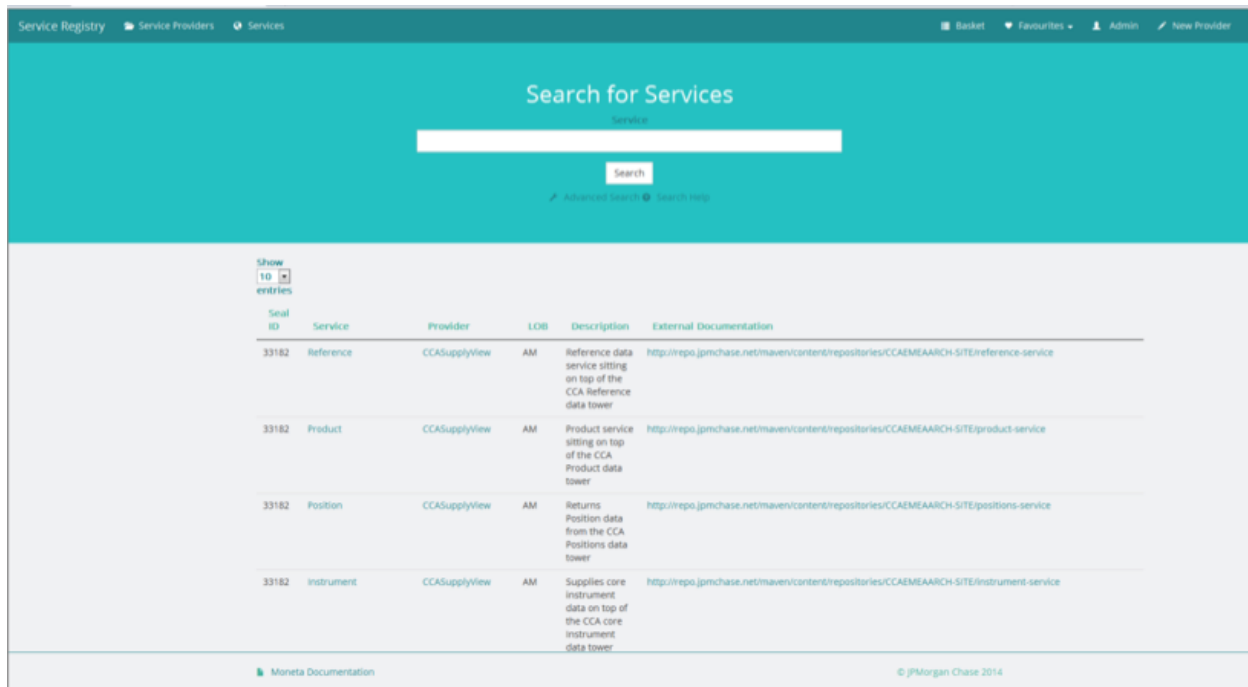 Service Registry Service Providers Services Basket Favourites Admin New Provider
Search for Services
Service
Search
Advanced Search Search Help
Show
10
entries
Seal ID Service Provider LOB Description External Documentation
33182 Reference CCASupplyView AM Reference data http://repo.jpmchase.net/maven/content/repositories/CCAEMEAARCH-SITE/reference-service
service sitting
on top of the
CCA Reference
data tower
33182 Product CCASupplyView AM Product service http://repo.jpmchase.net/maven/content/repositories/CCAEMEAARCH-SITE/product-service
sitting on top
of the CCA
Product data
tower
33182 Position CCASupplyView AM Returns http://repo.jpmchase.net/maven/content/repositories/CCAEMEAARCH-SITE/positions-service
Position data
from the CCA
Positions data
tower
33182 Instrument CCASupplyView AM Supplies core http://repo.jpmchase.net/maven/content/repositories/CCAEMEAARCH-SITE/instrument-service
instrument
data on top of
the CCA core
instrument
data tower
Moneta Documentation © JPMorgan Chase 2014